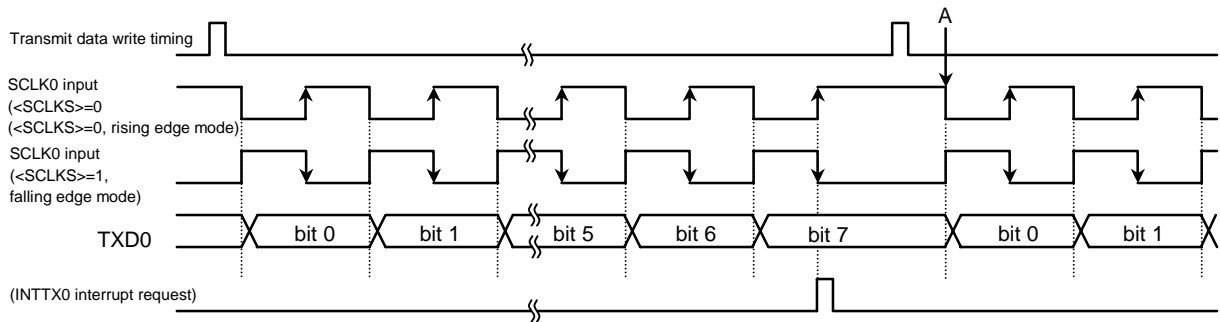 A
Transmit data write timing
SCLK0 input
(<SCLKS>=0
(<SCLKS>=0, rising edge mode)
SCLK0 input
(<SCLKS>=1,
falling edge mode)
TXD0
bit 0 bit 1 bit 5 bit 6 bit 7 bit 0 bit 1
(INTTX0 interrupt request)